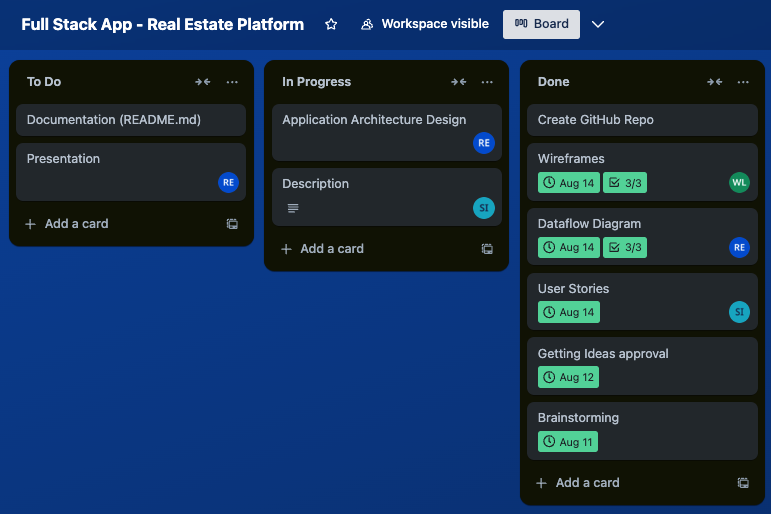 Full Stack App - Real Estate Platform
Workspace visible
Board
To Do
Documentation (README.md)
Presentation
RE
Add a card
In Progress
Application Architecture Design
RE
Description
SI
Add a card
Done
Create GitHub Repo
Wireframes
Aug 14 3/3 WL
Dataflow Diagram
Aug 14 3/3 RE
User Stories
Aug 14 SI
Getting Ideas approval
Aug 12
Brainstorming
Aug 11
Add a card